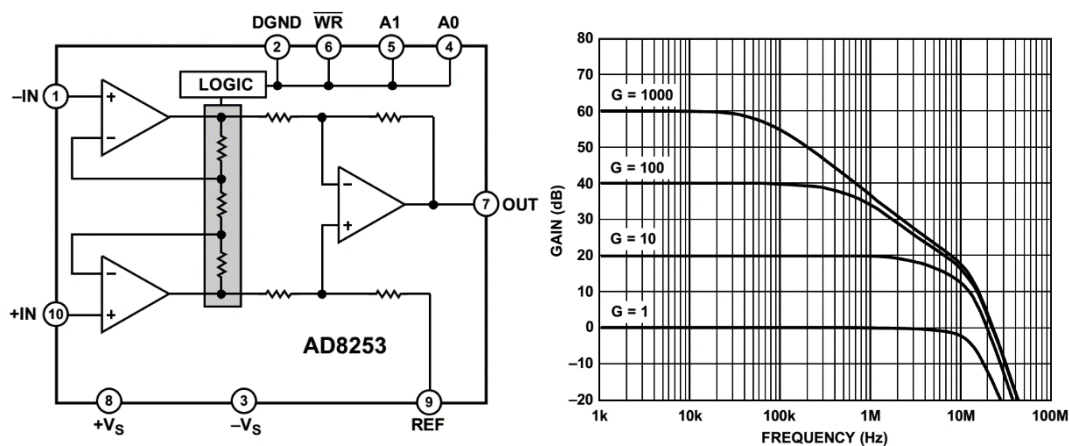 DGND WR A1 A0
2 6 5 4
LOGIC
–IN 1 + –
– +
+IN 10 – +
7 OUT
AD8253
8 3 9
+VS –VS REF
80
70
60
50
40
30
20
10
0
–10
–20
GAIN (dB)
G = 1000
G = 100
G = 10
G = 1
1k 10k 100k 1M 10M 100M
FREQUENCY (Hz)